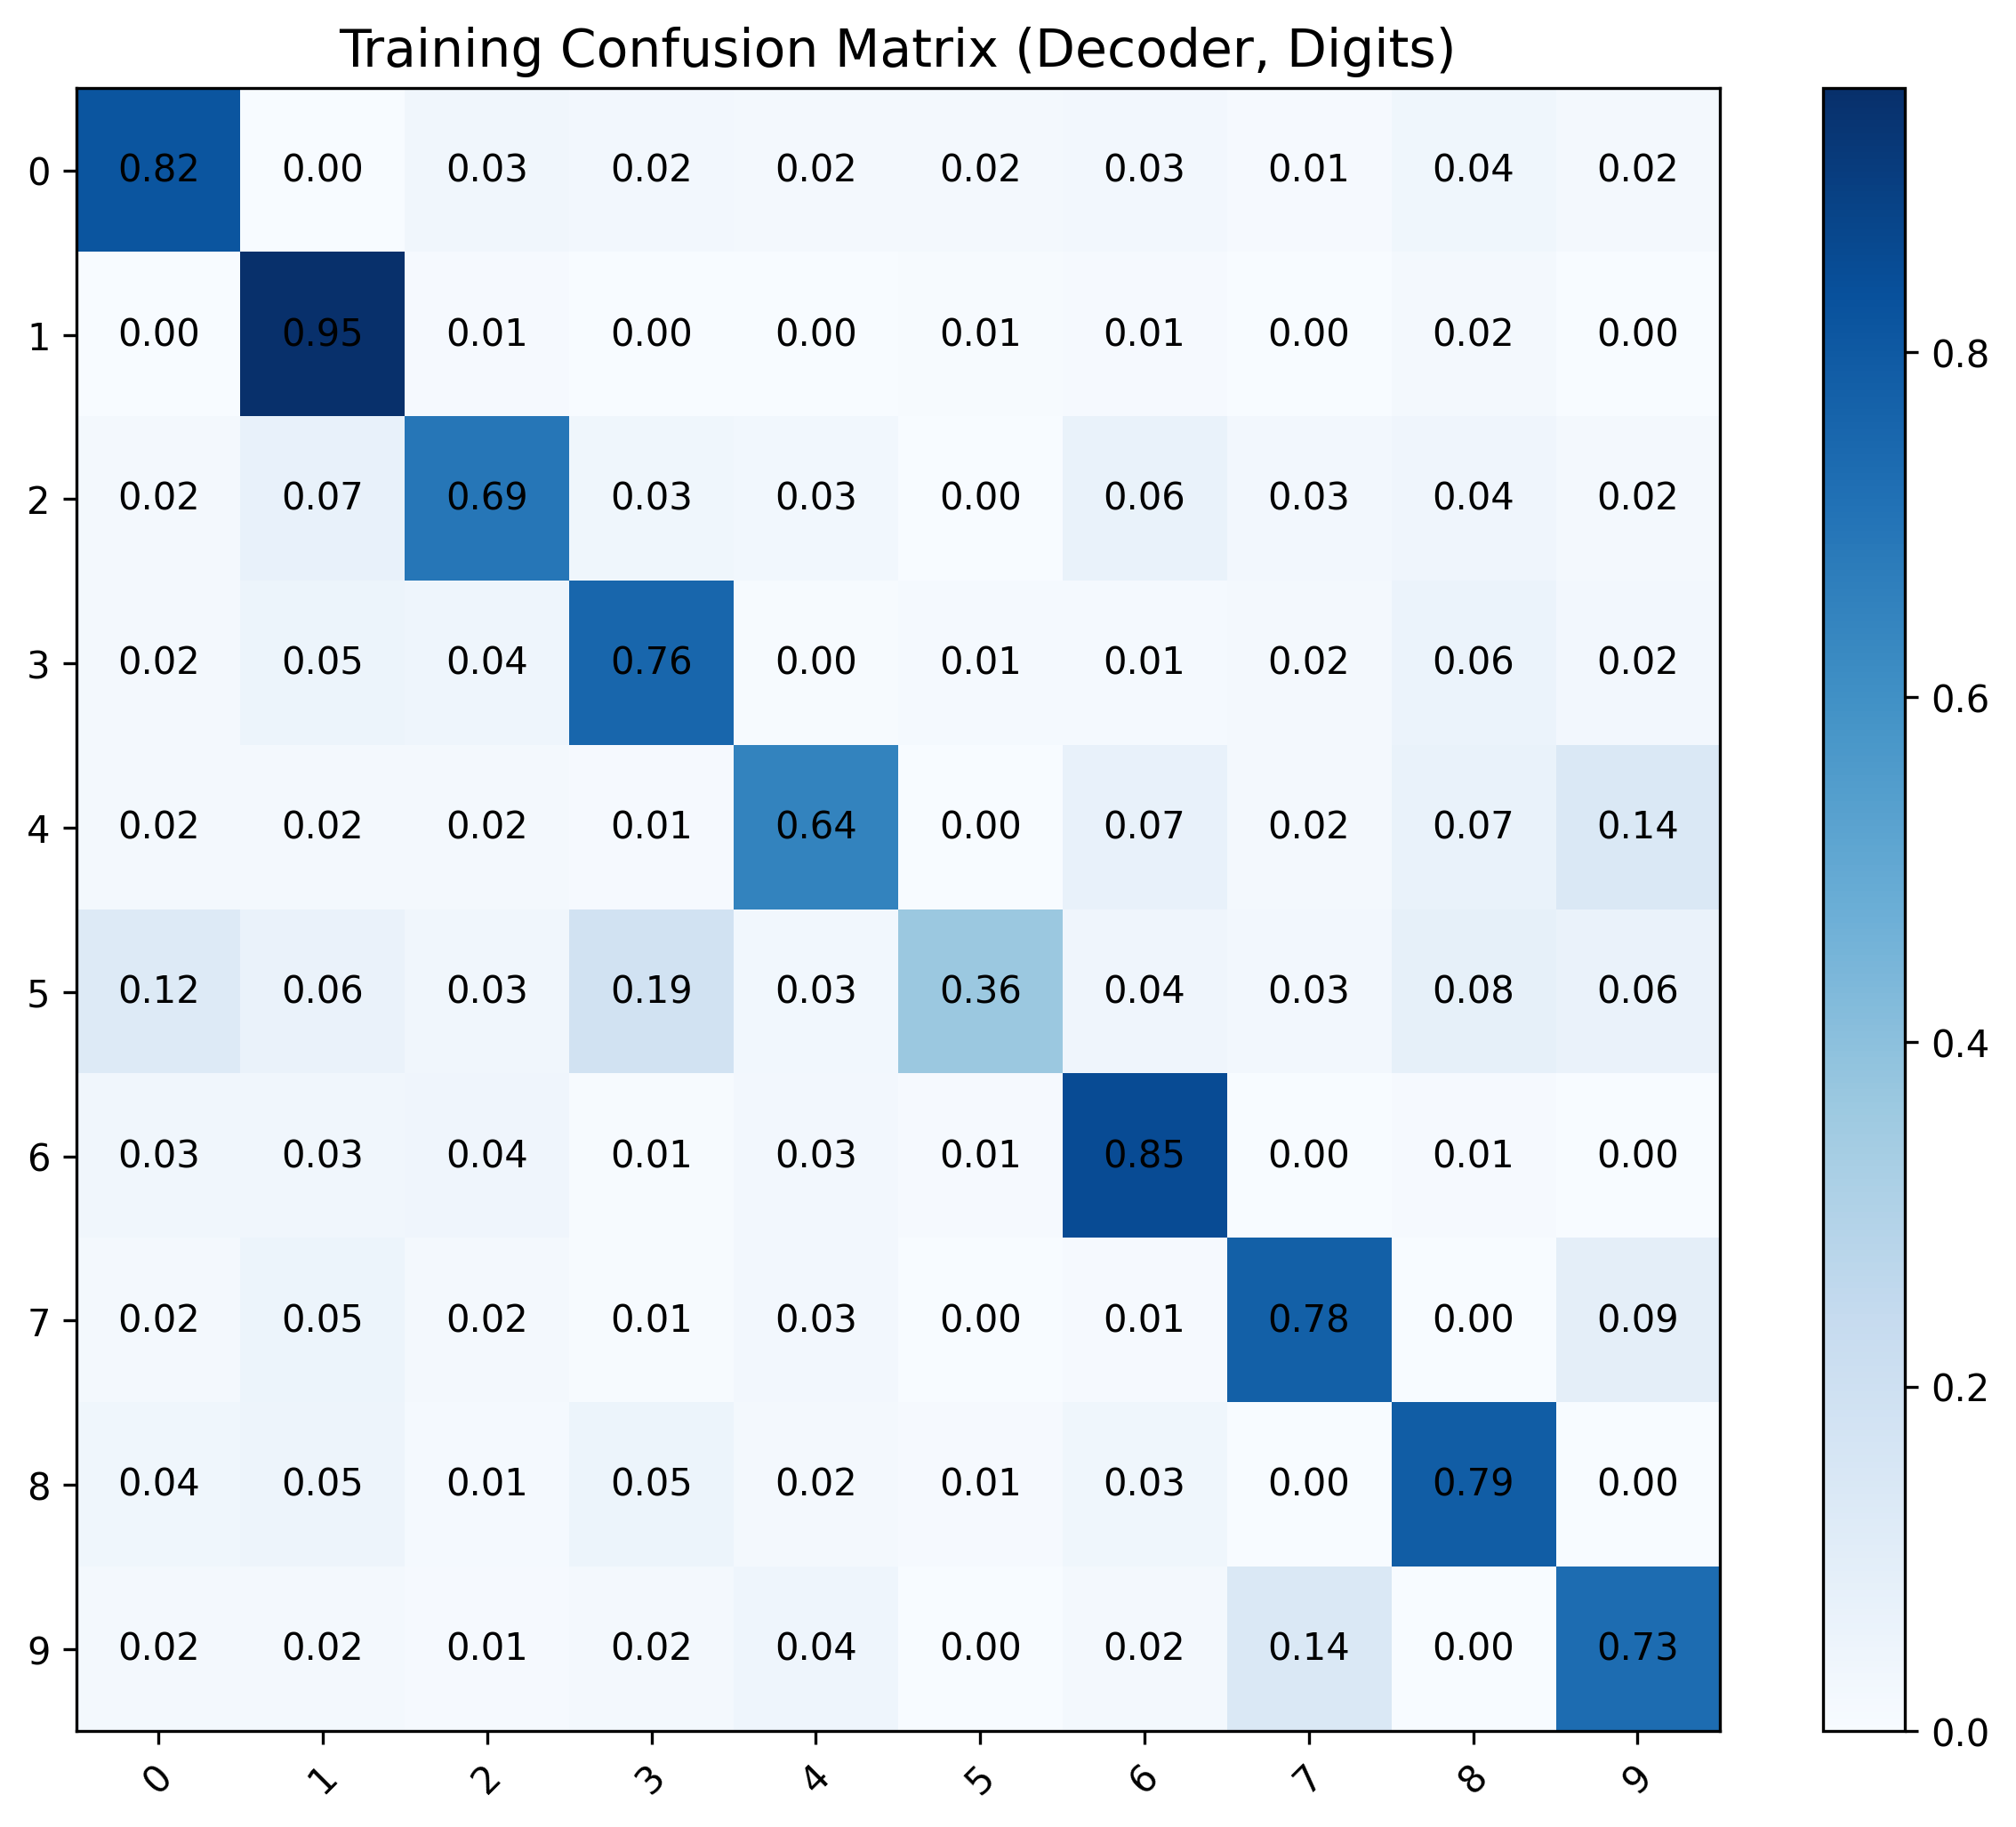 Training Confusion Matrix (Decoder, Digits)
0 0.82 0.00 0.03 0.02 0.02 0.02 0.03 0.01 0.04 0.02
1 0.00 0.95 0.01 0.00 0.00 0.01 0.01 0.00 0.02 0.00
2 0.02 0.07 0.69 0.03 0.03 0.00 0.06 0.03 0.04 0.02
3 0.02 0.05 0.04 0.76 0.00 0.01 0.01 0.02 0.06 0.02
4 0.02 0.02 0.02 0.01 0.64 0.00 0.07 0.02 0.07 0.14
5 0.12 0.06 0.03 0.19 0.03 0.36 0.04 0.03 0.08 0.06
6 0.03 0.03 0.04 0.01 0.03 0.01 0.85 0.00 0.01 0.00
7 0.02 0.05 0.02 0.01 0.03 0.00 0.01 0.78 0.00 0.09
8 0.04 0.05 0.01 0.05 0.02 0.01 0.03 0.00 0.79 0.00
9 0.02 0.02 0.01 0.02 0.04 0.00 0.02 0.14 0.00 0.73
0 1 2 3 4 5 6 7 8 9
0.8
0.6
0.4
0.2
0.0